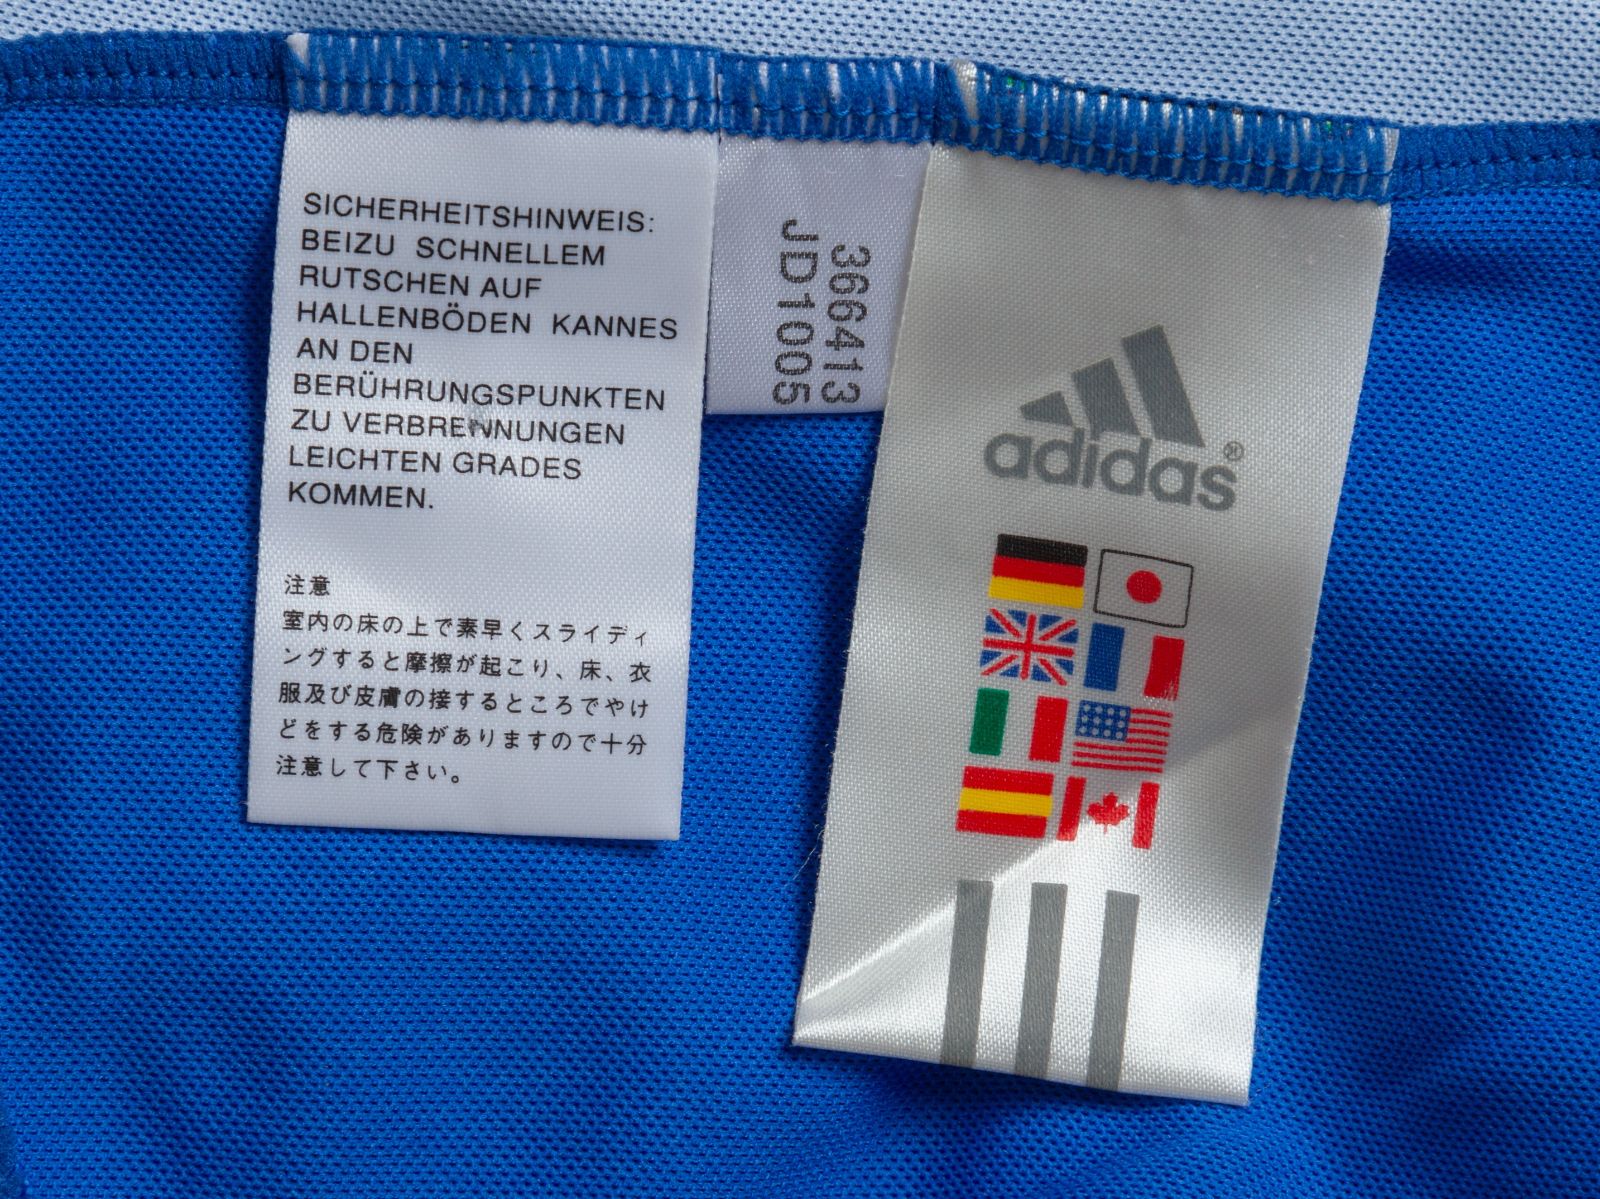 SICHERHEITSHINWEIS:
BEIZU SCHNELLEM
RUTSCHEN AUF
HALLENBÖDEN KANNES
AN DEN
BERÜHRUNGSPUNKTEN
ZU VERBRENNUNGEN
LEICHTEN GRADES
KOMMEN.
注意
室内の床の上で素早くスライディ
ングすると摩擦が起こり、床、衣
服及び皮膚の接するところでやけ
どをする危険がありますので十分
注意して下さい。
366413
JD1005
adidas®